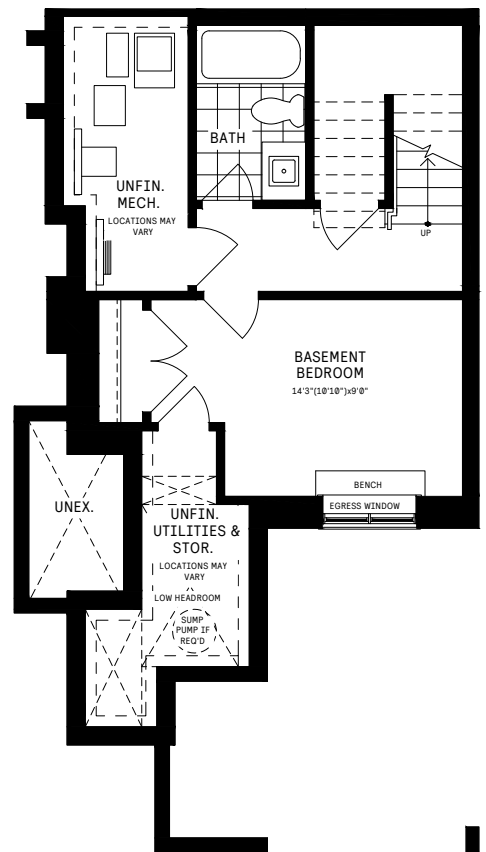 BATH
UNFIN.
MECH.
LOCATIONS MAY
VARY
UP
BASEMENT
BEDROOM
14'3"(10'10")x9'0"
BENCH
EGRESS WINDOW
UNEX.
UNFIN.
UTILITIES &
STOR.
LOCATIONS MAY
VARY
LOW HEADROOM
SUMP
PUMP IF
REQ'D